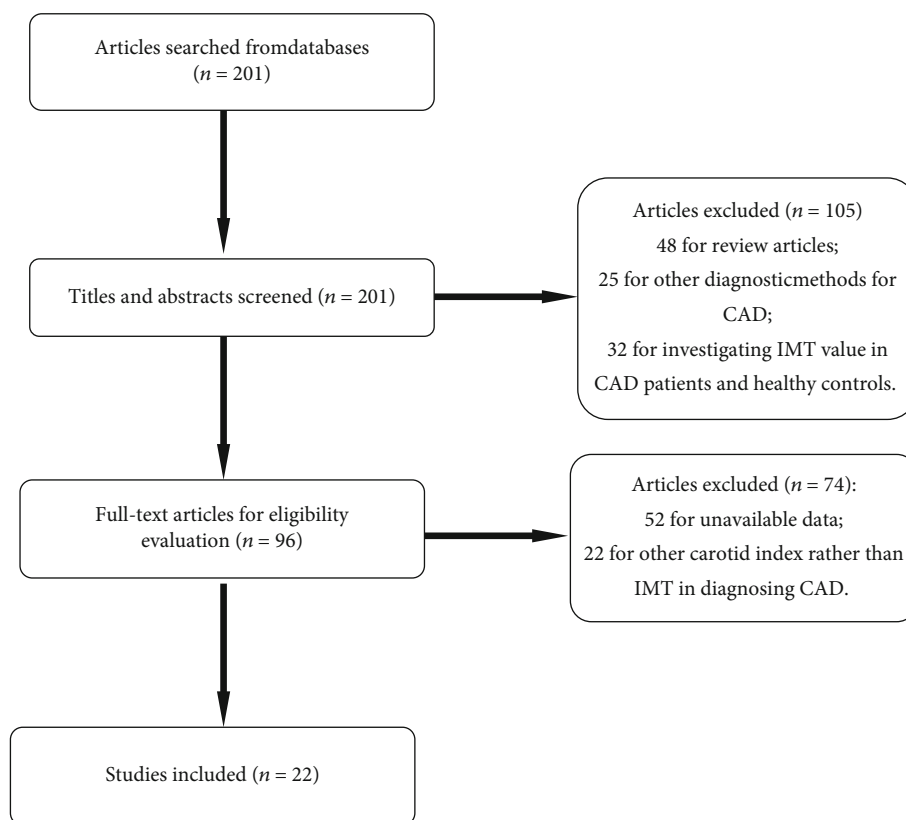 Articles searched fromdatabases
(n = 201)
Titles and abstracts screened (n = 201)
Articles excluded (n = 105)
48 for review articles;
25 for other diagnosticmethods for
CAD;
32 for investigating IMT value in
CAD patients and healthy controls.
Full-text articles for eligibility
evaluation (n = 96)
Articles excluded (n = 74):
52 for unavailable data;
22 for other carotid index rather than
IMT in diagnosing CAD.
Studies included (n = 22)